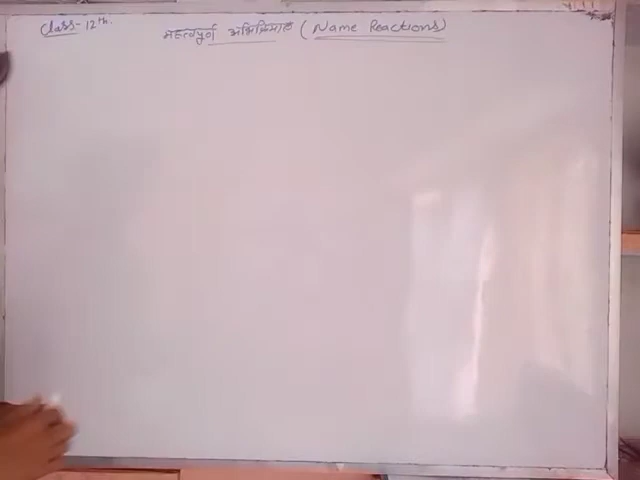 Class- 12th.
महत्वपूर्ण अभिक्रियाएं ( Name Reactions)